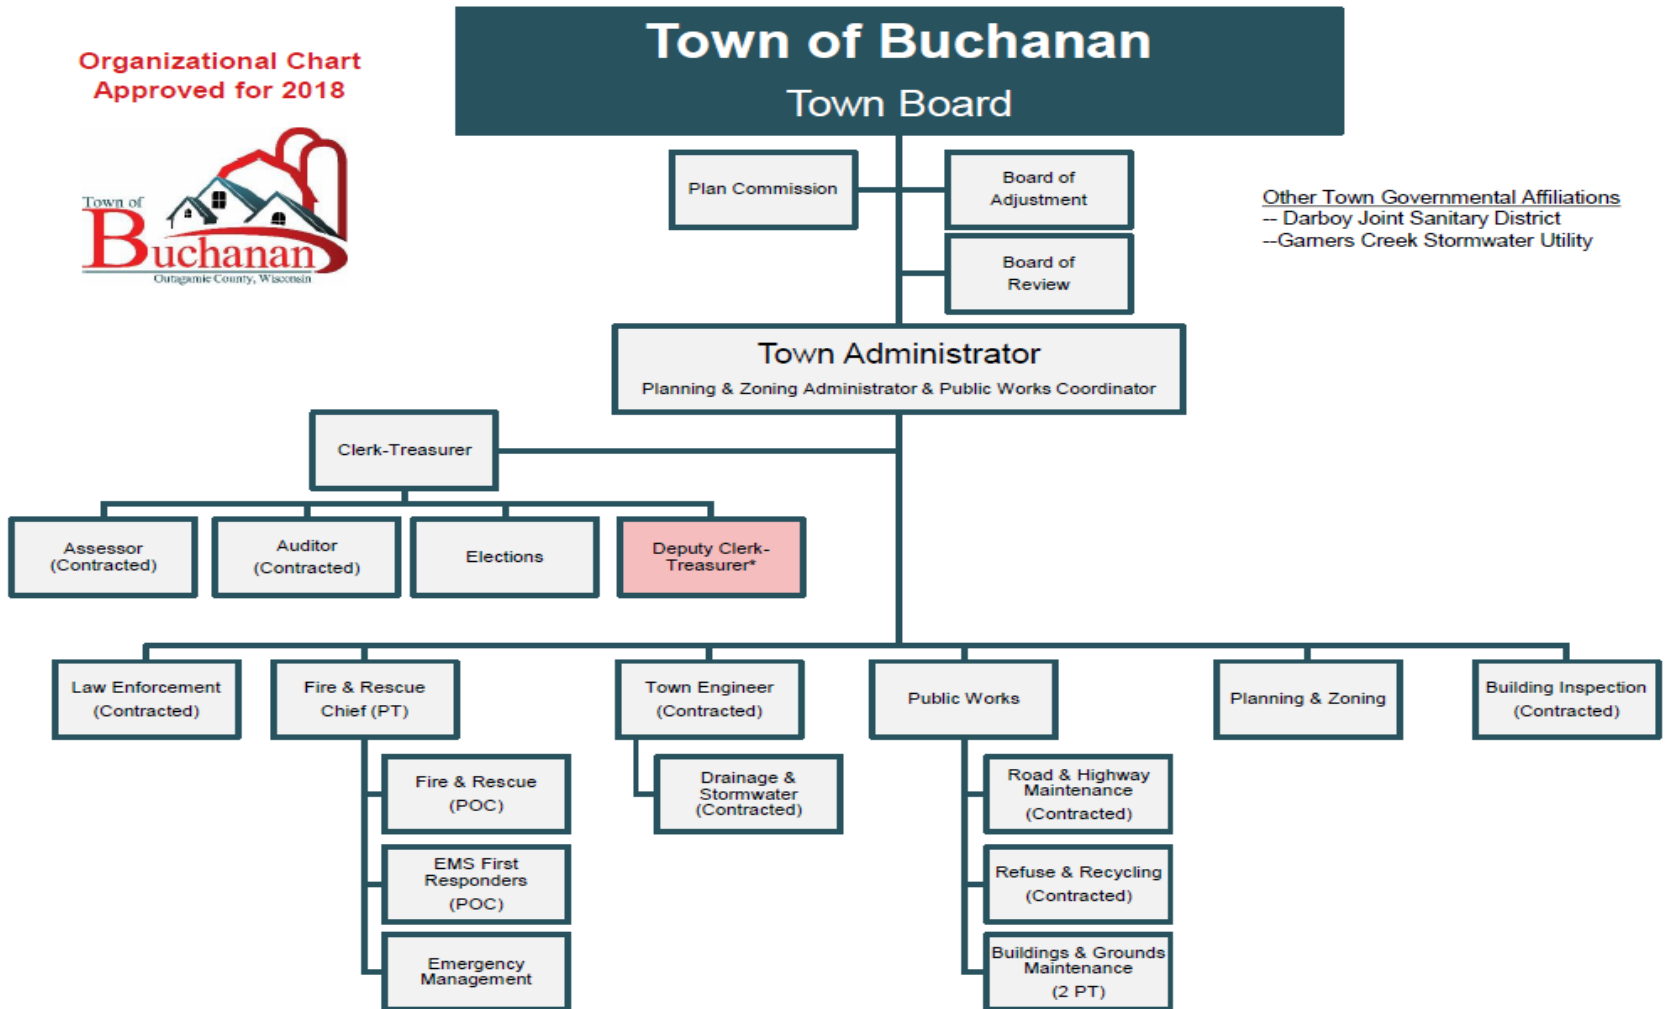 Organizational Chart
Approved for 2018
Town of
Buchanan
Outagamie County, Wisconsin
Town of Buchanan
Town Board
Plan Commission
Board of
Adjustment
Board of
Review
Other Town Governmental Affiliations
-- Darboy Joint Sanitary District
--Garners Creek Stormwater Utility
Town Administrator
Planning & Zoning Administrator & Public Works Coordinator
Clerk-Treasurer
Assessor
(Contracted)
Auditor
(Contracted)
Elections
Deputy Clerk-
Treasurer*
Law Enforcement
(Contracted)
Fire & Rescue
Chief (PT)
Town Engineer
(Contracted)
Public Works
Planning & Zoning
Building Inspection
(Contracted)
Fire & Rescue
(POC)
EMS First
Responders
(POC)
Emergency
Management
Drainage &
Stormwater
(Contracted)
Road & Highway
Maintenance
(Contracted)
Refuse & Recycling
(Contracted)
Buildings & Grounds
Maintenance
(2 PT)